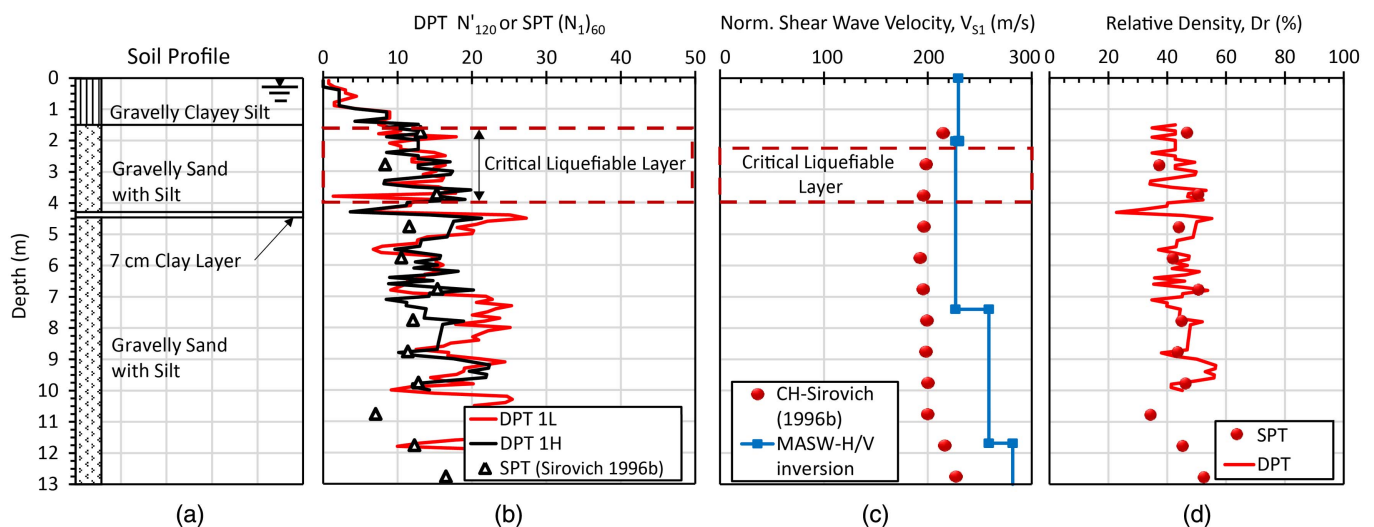 Soil Profile
DPT N'120 or SPT (N1)60
Norm. Shear Wave Velocity, VS1 (m/s)
Relative Density, Dr (%)
0 10 20 30 40 50
0 100 200 300
0 20 40 60 80 100
Depth (m)
0
1
2
3
4
5
6
7
8
9
10
11
12
13
Gravelly Clayey Silt
Gravelly Sand
with Silt
7 cm Clay Layer
Gravelly Sand
with Silt
Critical Liquefiable Layer
DPT 1L
DPT 1H
SPT (Sirovich 1996b)
Critical Liquefiable
Layer
CH-Sirovich
(1996b)
MASW-H/V
inversion
SPT
DPT
(a)
(b)
(c)
(d)